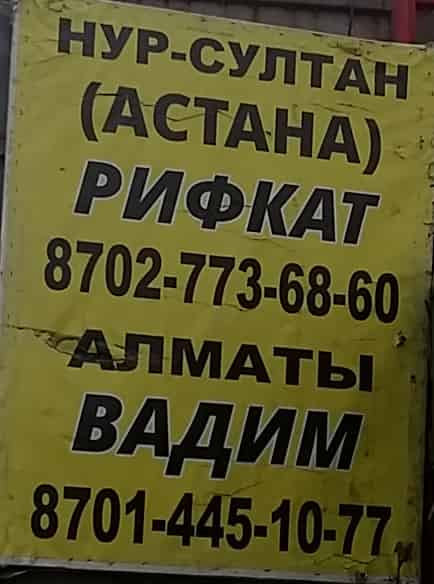 НУР-СУЛТАН
(АСТАНА)
РИФКАТ
8702-773-68-60
АЛМАТЫ
ВАДИМ
8701-445-10-77